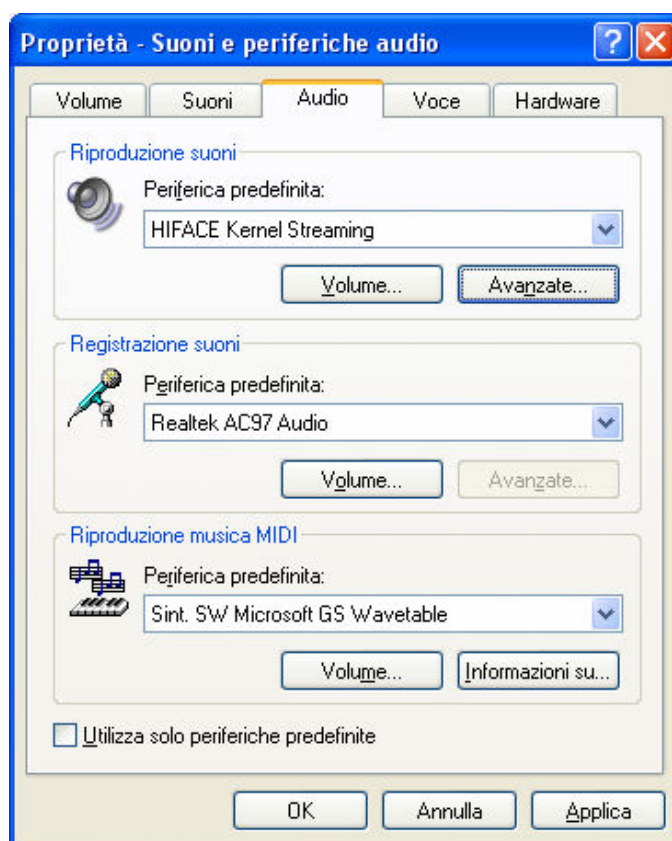 Proprietà - Suoni e periferiche audio
Volume Suoni Audio Voce Hardware
Riproduzione suoni
Periferica predefinita:
HIFACE Kernel Streaming
Volume... Avanzate...
Registrazione suoni
Periferica predefinita:
Realtek AC97 Audio
Volume... Avanzate...
Riproduzione musica MIDI
Periferica predefinita:
Sint. SW Microsoft GS Wavetable
Volume... Informazioni su...
Utilizza solo periferiche predefinite
OK Annulla Applica